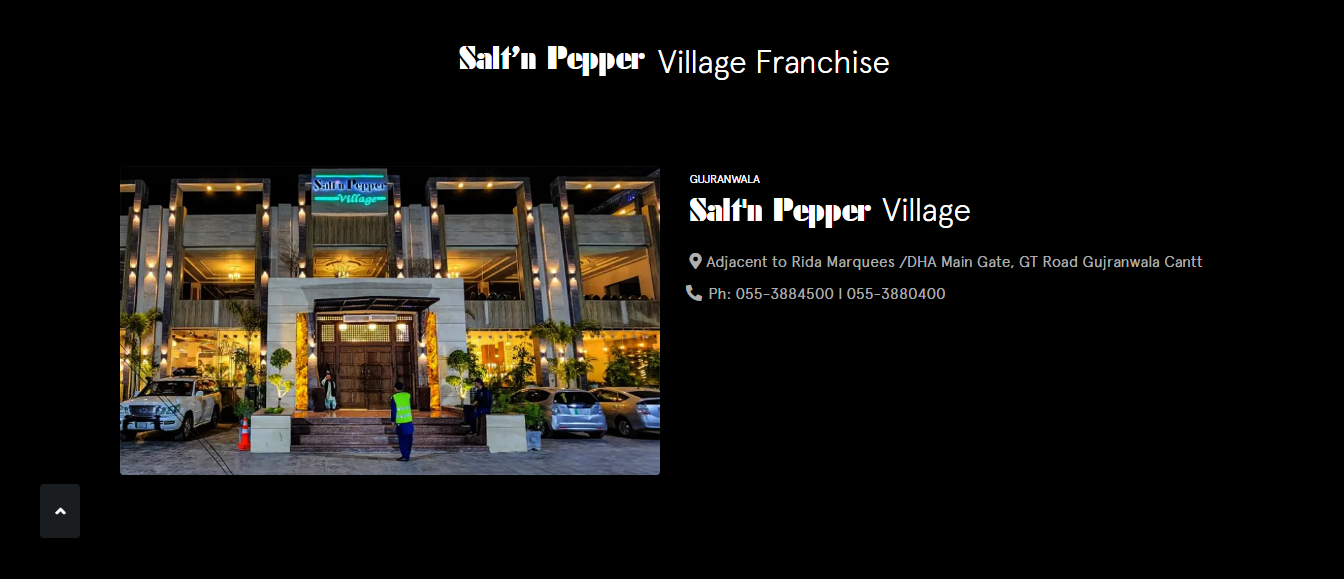 Salt’n Pepper Village Franchise
Salt'n Pepper
Village
GUJRANWALA
Salt'n Pepper Village
Adjacent to Rida Marquees /DHA Main Gate, GT Road Gujranwala Cantt
Ph: 055-3884500 | 055-3880400